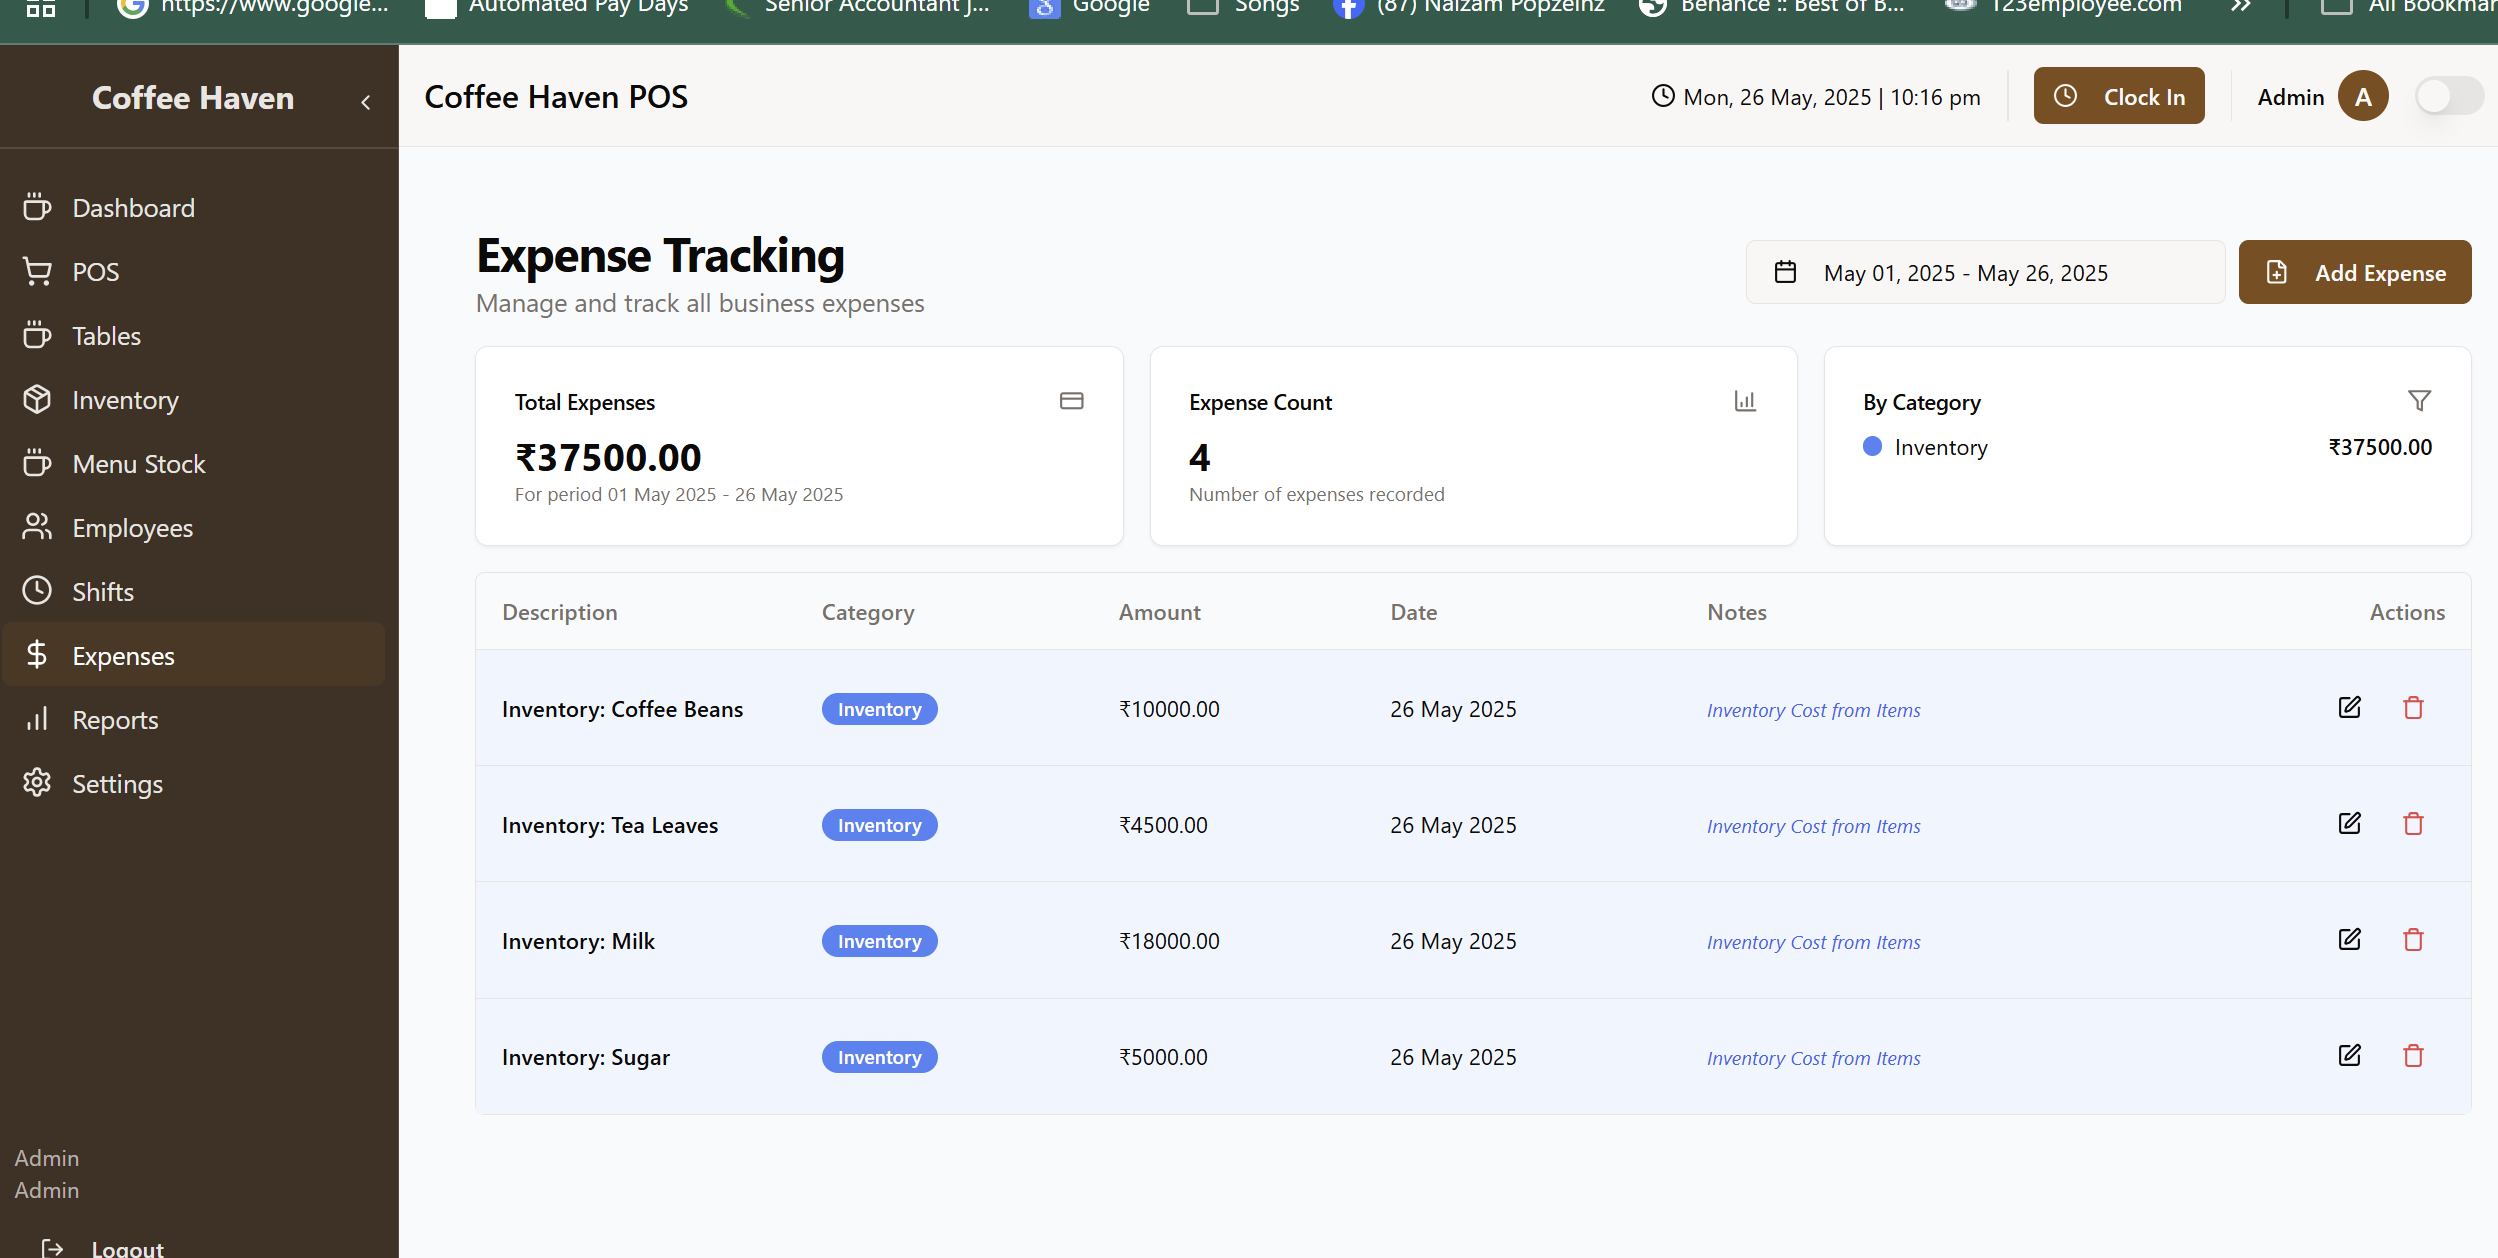 https://www.google... Automated Pay Days Senior Accountant j... Google Songs (87) Naizam Popzeinz Behance :: Best of B... 123employee.com All Bookmar
Coffee Haven
Coffee Haven POS
Mon, 26 May, 2025 | 10:16 pm
Clock In
Admin
A
Dashboard
POS
Tables
Inventory
Menu Stock
Employees
Shifts
Expenses
Reports
Settings
Admin
Admin
Logout
Expense Tracking
Manage and track all business expenses
May 01, 2025 - May 26, 2025
Add Expense
Total Expenses
₹37500.00
For period 01 May 2025 - 26 May 2025
Expense Count
4
Number of expenses recorded
By Category
Inventory ₹37500.00
Description Category Amount Date Notes Actions
Inventory: Coffee Beans Inventory ₹10000.00 26 May 2025 Inventory Cost from Items
Inventory: Tea Leaves Inventory ₹4500.00 26 May 2025 Inventory Cost from Items
Inventory: Milk Inventory ₹18000.00 26 May 2025 Inventory Cost from Items
Inventory: Sugar Inventory ₹5000.00 26 May 2025 Inventory Cost from Items